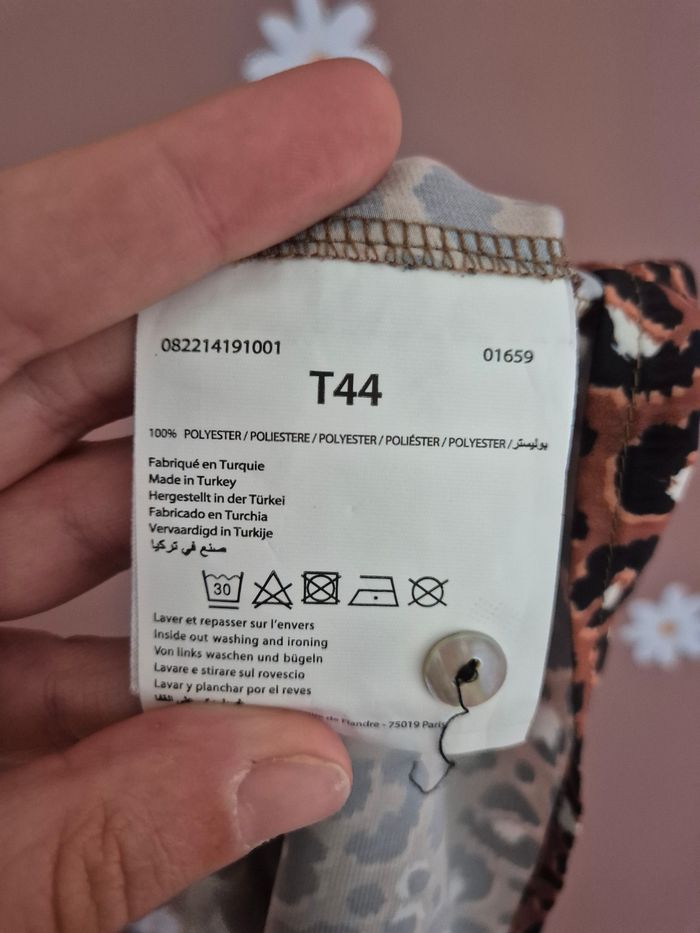 082214191001 01659
T44
100% POLYESTER / POLIESTERE / POLYESTER / POLIÉSTER / POLYESTER / بوليستر
Fabriqué en Turquie
Made in Turkey
Hergestellt in der Türkei
Fabricado en Turchia
Vervaardigd in Turkije
صنع في تركيا
30
Laver et repasser sur l'envers
Inside out washing and ironing
Von links waschen und bügeln
Lavare e stirare sul rovescio
Lavar y planchar por el reves
de Flandre - 75019 Paris